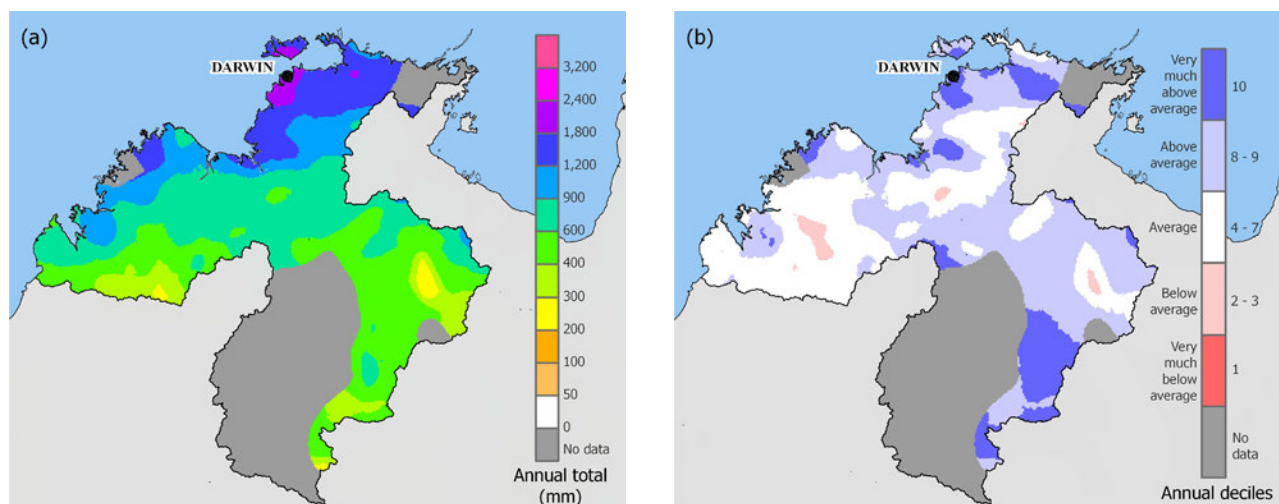 (a)
DARWIN
3,200
2,400
1,800
1,200
900
600
400
300
200
100
50
0
No data
Annual total
(mm)
(b)
DARWIN
Very
much
above
average
10
Above
average
8 - 9
Average
4 - 7
Below
average
2 - 3
Very
much
below
average
1
No
data
Annual deciles